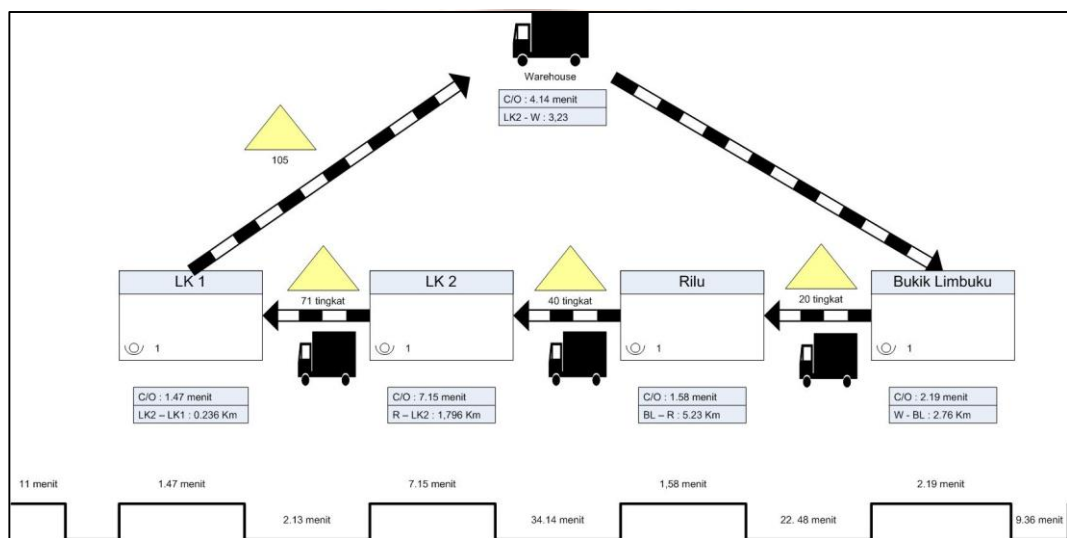 Warehouse
C/O : 4.14 menit
LK2 - W : 3,23
105
LK 1
71 tingkat
LK 2
40 tingkat
Rilu
20 tingkat
Bukik Limbuku
1
1
1
1
C/O : 1.47 menit
LK2 – LK1 : 0.236 Km
C/O : 7.15 menit
R – LK2 : 1,796 Km
C/O : 1.58 menit
BL – R : 5.23 Km
C/O : 2.19 menit
W - BL : 2.76 Km
11 menit
1.47 menit
7.15 menit
1,58 menit
2.19 menit
2.13 menit
34.14 menit
22. 48 menit
9.36 menit